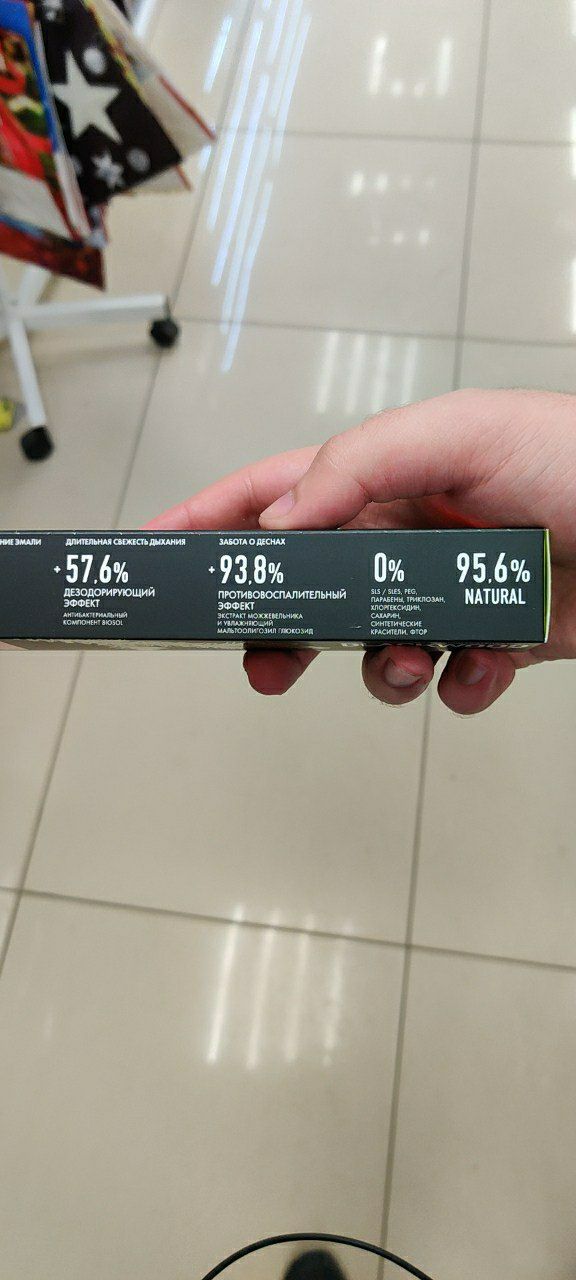 НИЕ ЭМАЛИ
ДЛИТЕЛЬНАЯ СВЕЖЕСТЬ ДЫХАНИЯ
+57,6%
ДЕЗОДОРИРУЮЩИЙ
ЭФФЕКТ
АНТИБАКТЕРИАЛЬНЫЙ
КОМПОНЕНТ BIOSOL
ЗАБОТА О ДЕСНАХ
+93,8%
ПРОТИВОВОСПАЛИТЕЛЬНЫЙ
ЭФФЕКТ
ЭКСТРАКТ МОЖЖЕВЕЛЬНИКА
И УВЛАЖНЯЮЩИЙ
МАЛЬТООЛИГОЗИЛ ГЛЮКОЗИД
0%
SLS / SLES, PEG,
ПАРАБЕНЫ, ТРИКЛОЗАН,
ХЛОРГЕКСИДИН,
САХАРИН,
СИНТЕТИЧЕСКИЕ
КРАСИТЕЛИ, ФТОР
95,6%
NATURAL